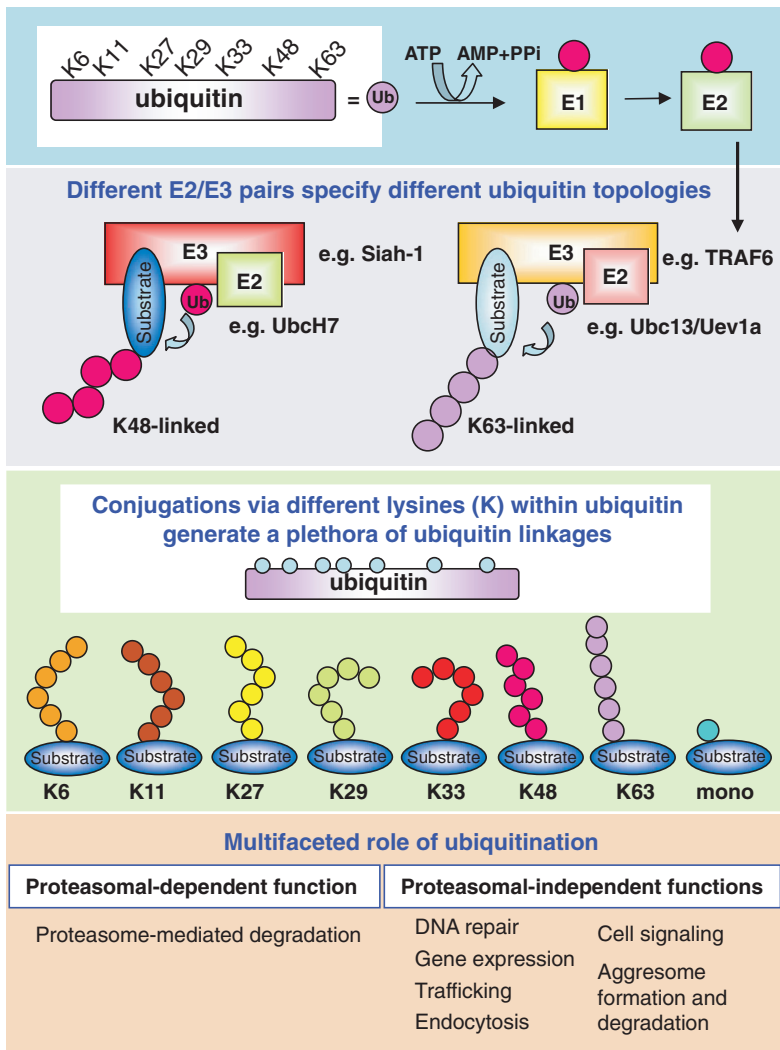 K6 K11 K27 K29 K33 K48 K63
ubiquitin
= Ub
ATP AMP+PPi
E1
E2
Different E2/E3 pairs specify different ubiquitin topologies
E3
e.g. Siah-1
Substrate
E2
Ub
e.g. UbcH7
K48-linked
E3
e.g. TRAF6
Substrate
E2
Ub
e.g. Ubc13/Uev1a
K63-linked
Conjugations via different lysines (K) within ubiquitin
generate a plethora of ubiquitin linkages
ubiquitin
Substrate Substrate Substrate Substrate Substrate Substrate Substrate Substrate
K6 K11 K27 K29 K33 K48 K63 mono
Multifaceted role of ubiquitination
Proteasomal-dependent function
Proteasome-mediated degradation
Proteasomal-independent functions
DNA repair
Gene expression
Trafficking
Endocytosis
Cell signaling
Aggresome
formation and
degradation